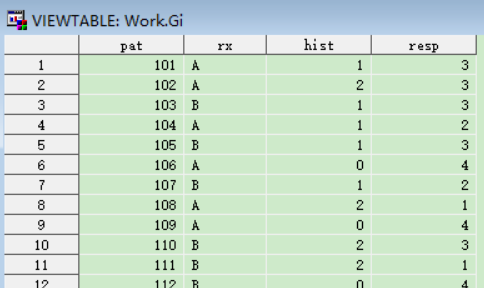 VIEWTABLE: Work.Gi
pat rx hist resp
1 101 A 1 3
2 102 A 2 3
3 103 B 1 3
4 104 A 1 2
5 105 B 1 3
6 106 A 0 4
7 107 B 1 2
8 108 A 2 1
9 109 A 0 4
10 110 B 2 3
11 111 B 2 1
12 112 B 0 4